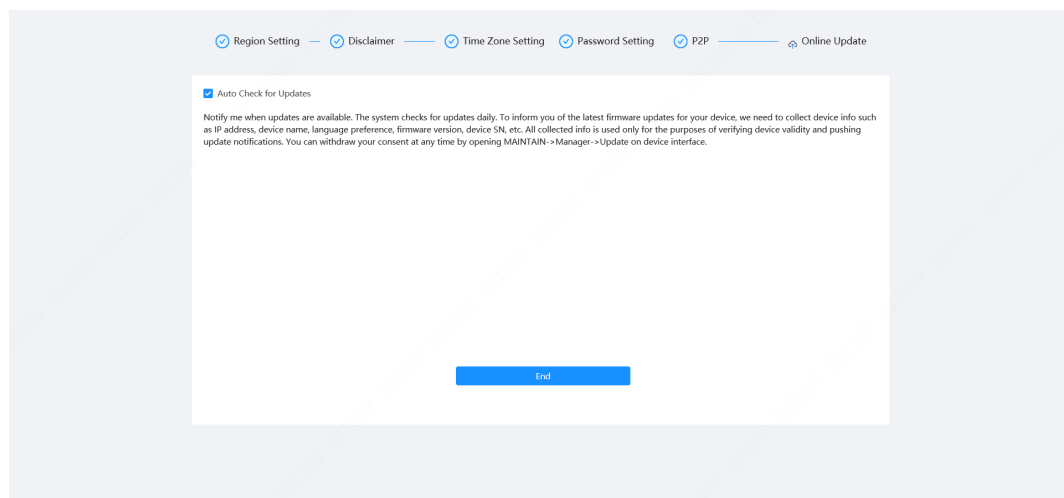 Region Setting Disclaimer Time Zone Setting Password Setting P2P Online Update
Auto Check for Updates
Notify me when updates are available. The system checks for updates daily. To inform you of the latest firmware updates for your device, we need to collect device info such
as IP address, device name, language preference, firmware version, device SN, etc. All collected info is used only for the purposes of verifying device validity and pushing
update notifications. You can withdraw your consent at any time by opening MAINTAIN->Manager->Update on device interface.
End